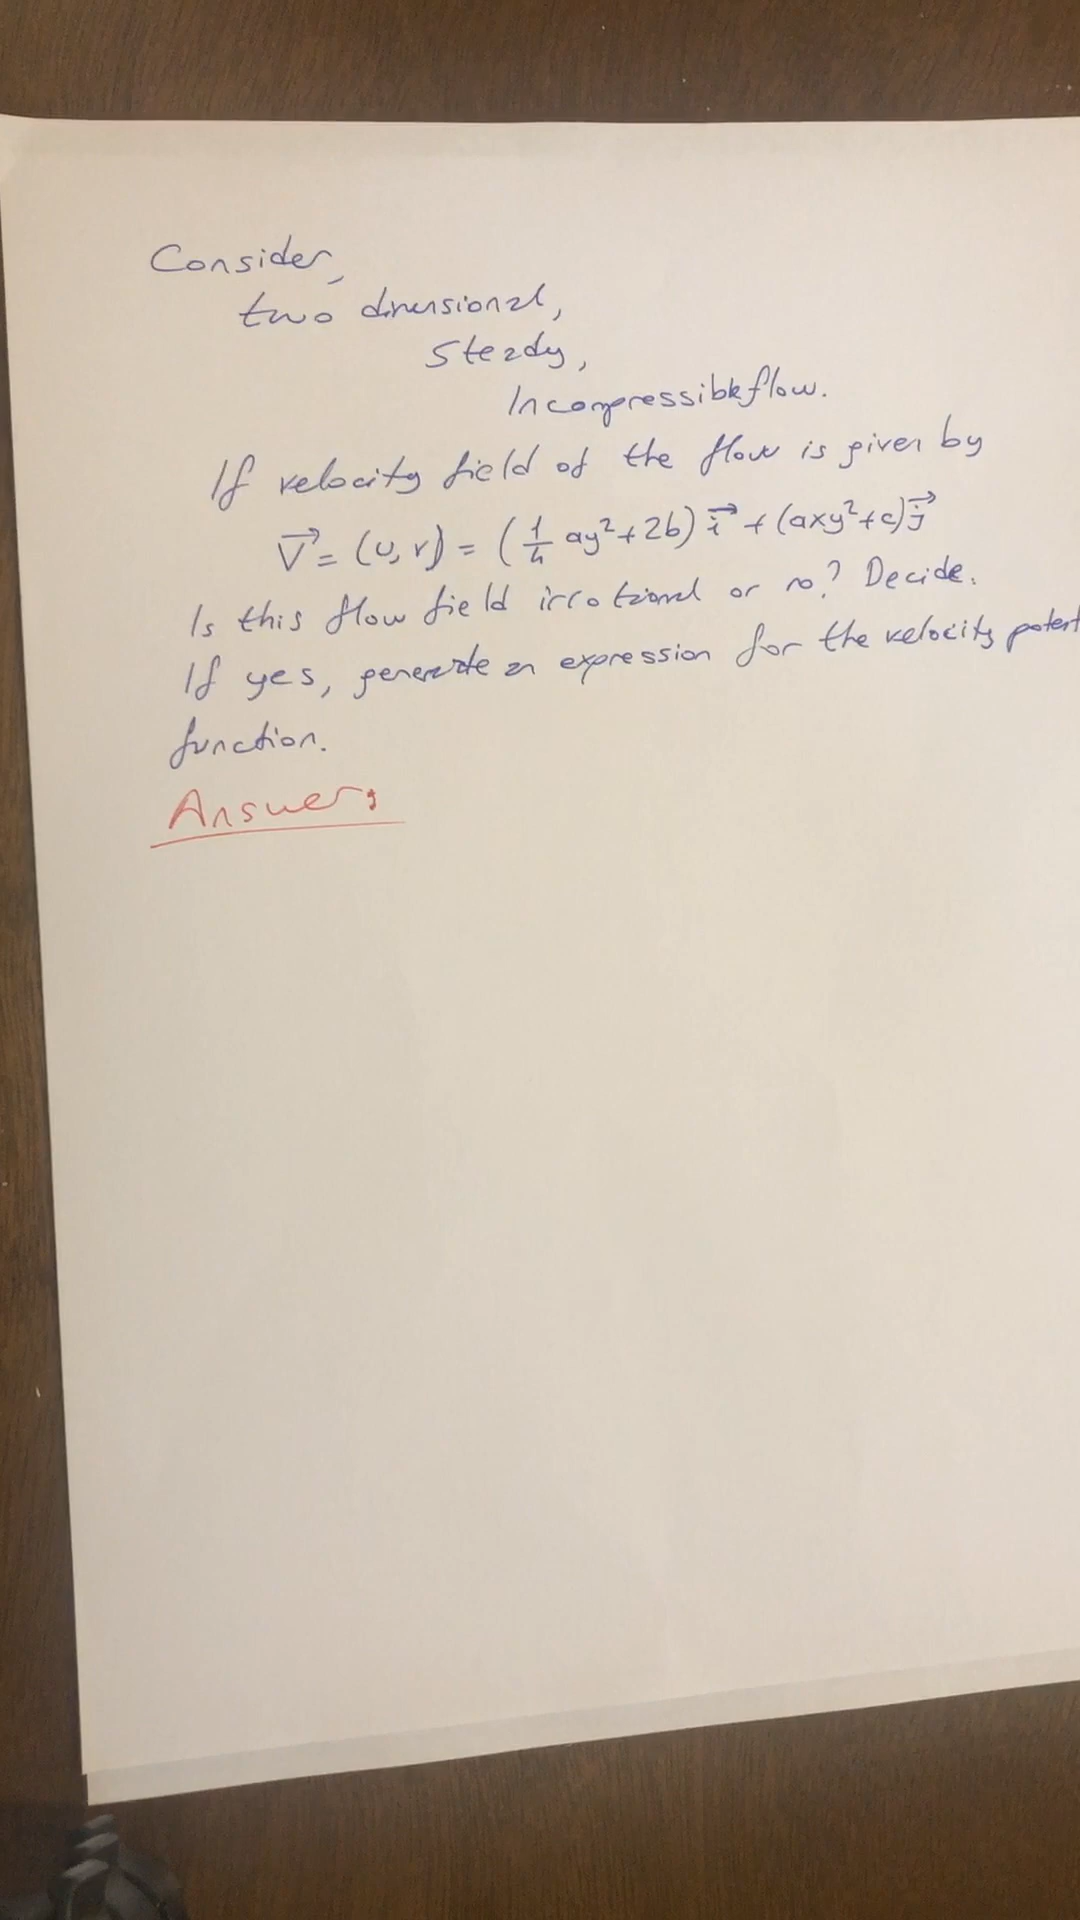 Consider,
two dimensional,
steady,
Incompressible flow.
If velocity field of the flow is given by
V⃗ = (u, v) = (1/4 ay² + 2b) i⃗ + (axy² + c) j⃗
Is this flow field irrotional or no? Decide.
If yes, generate an expression for the velocity potent
function.
Answer;